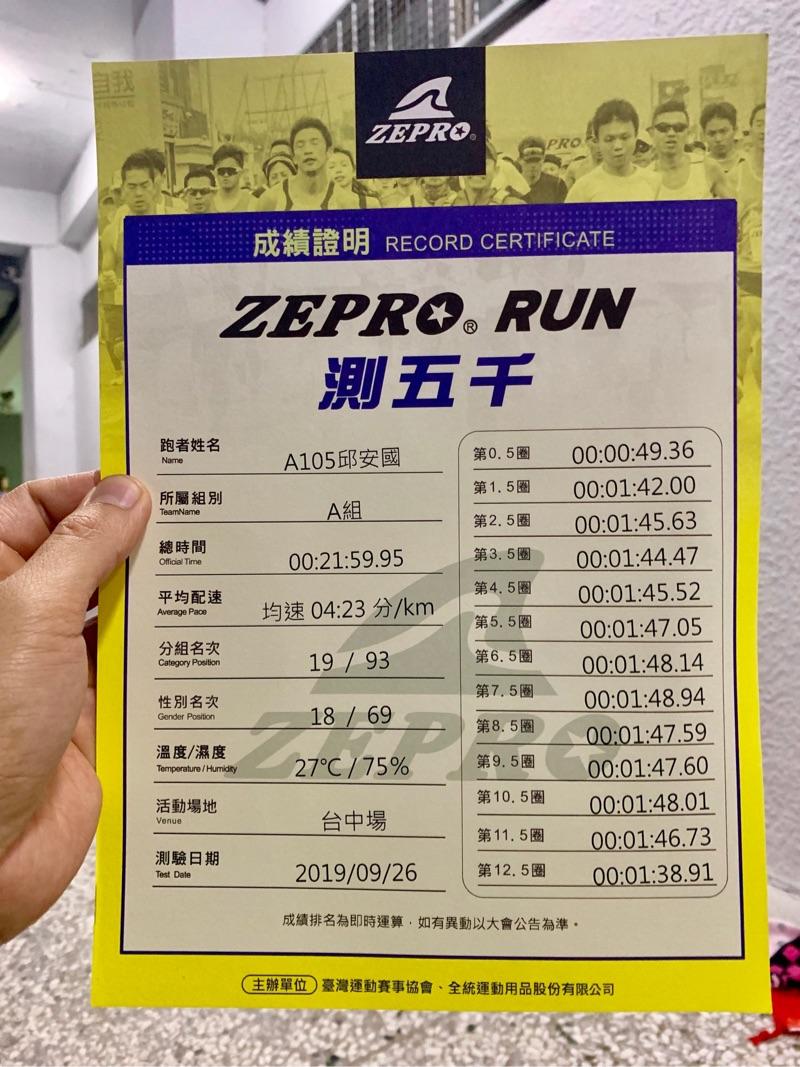 自我
ZEPRO®
PRO
成績證明 RECORD CERTIFICATE
ZEPRO® RUN
測五千
跑者姓名 A105邱安國
Name
所屬組別 A組
TeamName
總時間 00:21:59.95
Official Time
平均配速 均速 04:23 分/km
Average Pace
分組名次 19 / 93
Category Position
性別名次 18 / 69
Gender Position
溫度/濕度 27℃ / 75%
Temperature / Humidity
活動場地 台中場
Venue
測驗日期 2019/09/26
Test Date
第0.5圈 00:00:49.36
第1.5圈 00:01:42.00
第2.5圈 00:01:45.63
第3.5圈 00:01:44.47
第4.5圈 00:01:45.52
第5.5圈 00:01:47.05
第6.5圈 00:01:48.14
第7.5圈 00:01:48.94
第8.5圈 00:01:47.59
第9.5圈 00:01:47.60
第10.5圈 00:01:48.01
第11.5圈 00:01:46.73
第12.5圈 00:01:38.91
ZEPRO
成績排名為即時運算，如有異動以大會公告為準。
主辦單位 臺灣運動賽事協會、全統運動用品股份有限公司